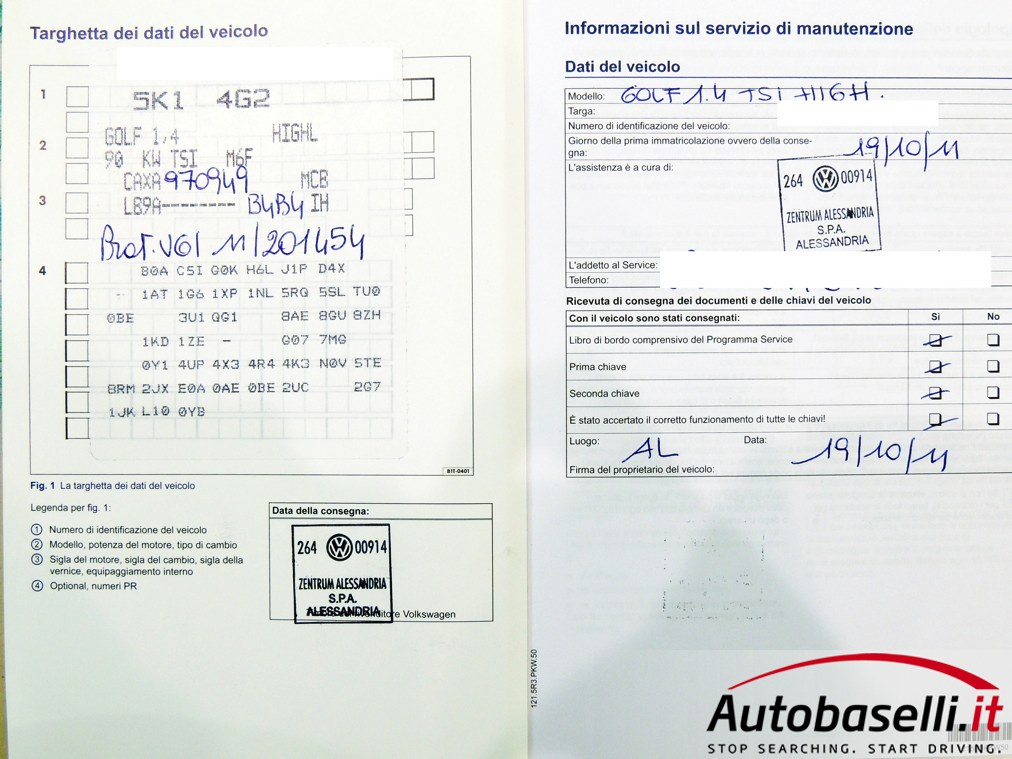 Targhetta dei dati del veicolo
1
5K1 4G2
2
GOLF 1,4 HIGHL
90 KW TSI M6F
CAXA 970949 MCB
3
LB9A B4B4 IH
Prot. VGI 11/201454
4
B0A C5I G0K H6L J1P D4X
- 1AT 1G6 1XP 1NL 5RQ 5SL TU0
0BE 3U1 QG1 8AE 8GU 8ZH
1KD 1ZE - G07 7MG
0Y1 4UP 4X3 4R4 4K3 N0V 5TE
8RM 2JX E0A 0AE 0BE 2UC 2G7
1JK L10 0YB
B1T-0401
Fig. 1 La targhetta dei dati del veicolo
Legenda per fig. 1:
1 Numero di identificazione del veicolo
2 Modello, potenza del motore, tipo di cambio
3 Sigla del motore, sigla del cambio, sigla della
vernice, equipaggiamento interno
4 Optional, numeri PR
Data della consegna:
264 VW 00914
ZENTRUM ALESSANDRIA
S.P.A.
ALESSANDRIA
Volkswagen
Informazioni sul servizio di manutenzione
Dati del veicolo
Modello: GOLF 1.4 TSI HIGH.
Targa:
Numero di identificazione del veicolo:
Giorno della prima immatricolazione ovvero della conse-
gna: 19/10/11
L'assistenza è a cura di:
264 VW 00914
ZENTRUM ALESSANDRIA
S.P.A.
ALESSANDRIA
L'addetto al Service:
Telefono:
Ricevuta di consegna dei documenti e delle chiavi del veicolo
Con il veicolo sono stati consegnati: Sì No
Libro di bordo comprensivo del Programma Service
Prima chiave
Seconda chiave
È stato accertato il corretto funzionamento di tutte le chiavi!
Luogo: AL Data: 19/10/11
Firma del proprietario del veicolo:
121.5R3.PKW.50
Autobaselli.it
STOP SEARCHING. START DRIVING.